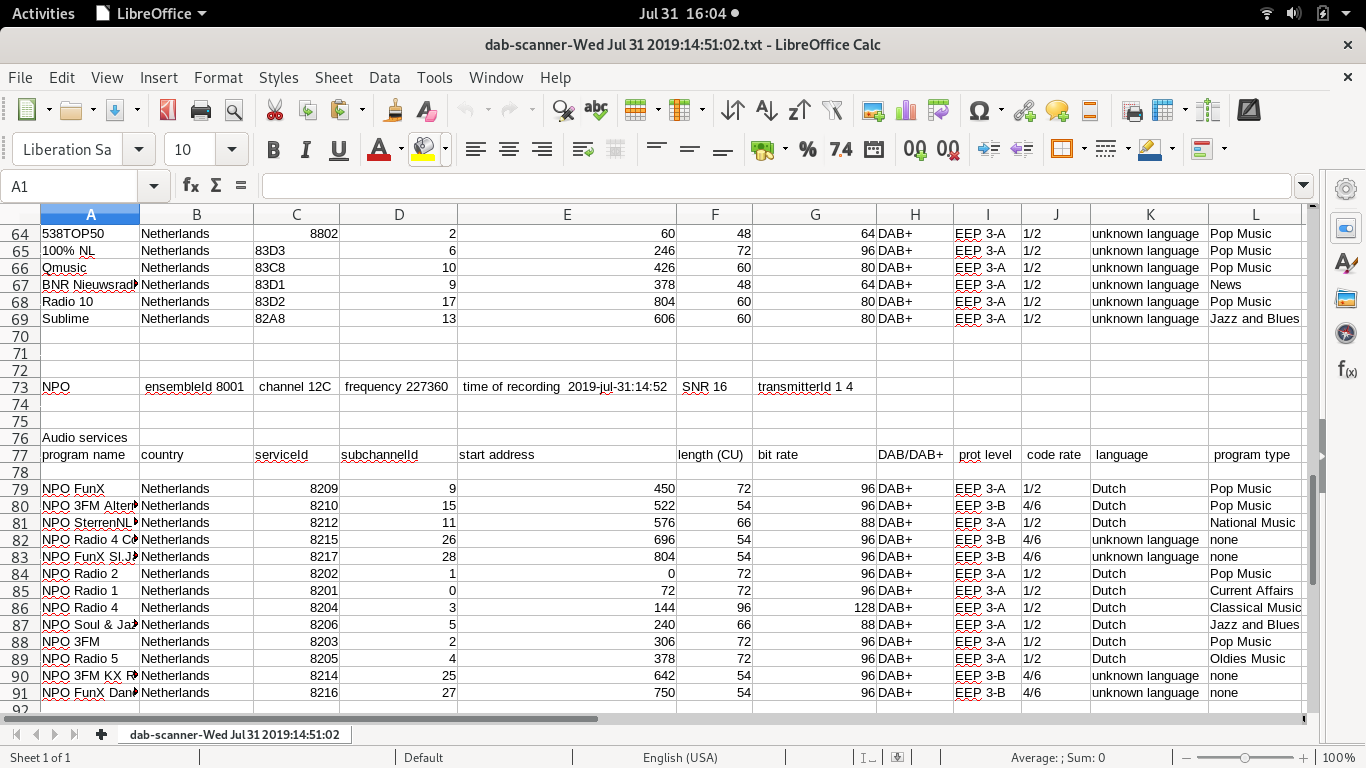 Activities LibreOffice Jul 31 16:04
dab-scanner-Wed Jul 31 2019:14:51:02.txt - LibreOffice Calc
File Edit View Insert Format Styles Sheet Data Tools Window Help
Liberation Sa 10
A1
A B C D E F G H I J K L
64 538TOP50 Netherlands 8802 2 60 48 64 DAB+ EEP 3-A 1/2 unknown language Pop Music
65 100% NL Netherlands 83D3 6 246 72 96 DAB+ EEP 3-A 1/2 unknown language Pop Music
66 Qmusic Netherlands 83C8 10 426 60 80 DAB+ EEP 3-A 1/2 unknown language Pop Music
67 BNR Nieuwsrad Netherlands 83D1 9 378 48 64 DAB+ EEP 3-A 1/2 unknown language News
68 Radio 10 Netherlands 83D2 17 804 60 80 DAB+ EEP 3-A 1/2 unknown language Pop Music
69 Sublime Netherlands 82A8 13 606 60 80 DAB+ EEP 3-A 1/2 unknown language Jazz and Blues
70
71
72
73 NPO ensembleId 8001 channel 12C frequency 227360 time of recording 2019-jul-31:14:52 SNR 16 transmitterId 1 4
74
75
76 Audio services
77 program name country serviceId subchannelId start address length (CU) bit rate DAB/DAB+ prot level code rate language program type
78
79 NPO FunX Netherlands 8209 9 450 72 96 DAB+ EEP 3-A 1/2 Dutch Pop Music
80 NPO 3FM Altern Netherlands 8210 15 522 54 96 DAB+ EEP 3-B 4/6 Dutch Pop Music
81 NPO SterrenNL Netherlands 8212 11 576 66 88 DAB+ EEP 3-A 1/2 Dutch National Music
82 NPO Radio 4 Co Netherlands 8215 26 696 54 96 DAB+ EEP 3-B 4/6 unknown language none
83 NPO FunX Sl.Ja Netherlands 8217 28 804 54 96 DAB+ EEP 3-B 4/6 unknown language none
84 NPO Radio 2 Netherlands 8202 1 0 72 96 DAB+ EEP 3-A 1/2 Dutch Pop Music
85 NPO Radio 1 Netherlands 8201 0 72 72 96 DAB+ EEP 3-A 1/2 Dutch Current Affairs
86 NPO Radio 4 Netherlands 8204 3 144 96 128 DAB+ EEP 3-A 1/2 Dutch Classical Music
87 NPO Soul & Jaz Netherlands 8206 5 240 66 88 DAB+ EEP 3-A 1/2 Dutch Jazz and Blues
88 NPO 3FM Netherlands 8203 2 306 72 96 DAB+ EEP 3-A 1/2 Dutch Pop Music
89 NPO Radio 5 Netherlands 8205 4 378 72 96 DAB+ EEP 3-A 1/2 Dutch Oldies Music
90 NPO 3FM KX R Netherlands 8214 25 642 54 96 DAB+ EEP 3-B 4/6 unknown language none
91 NPO FunX Dan Netherlands 8216 27 750 54 96 DAB+ EEP 3-B 4/6 unknown language none
92
dab-scanner-Wed Jul 31 2019:14:51:02
Sheet 1 of 1 Default English (USA) Average: ; Sum: 0 100%